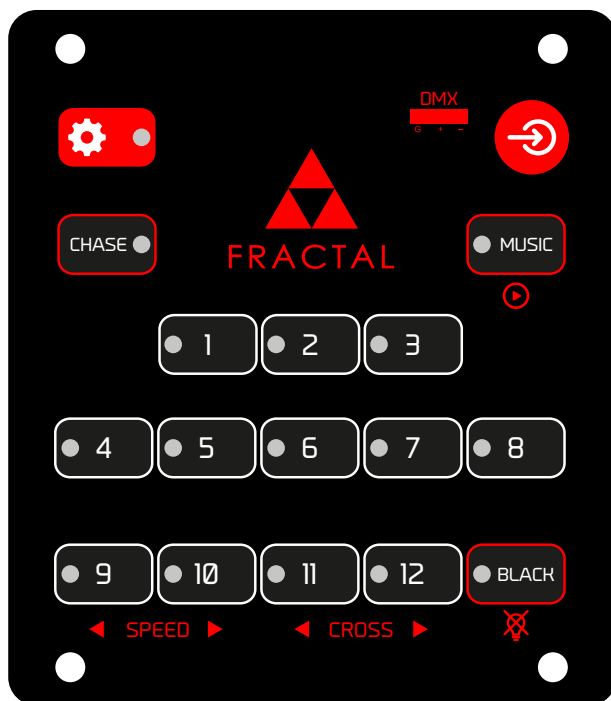 DMX
G + −
CHASE
FRACTAL
MUSIC
1 2 3
4 5 6 7 8
9 10 11 12 BLACK
SPEED CROSS